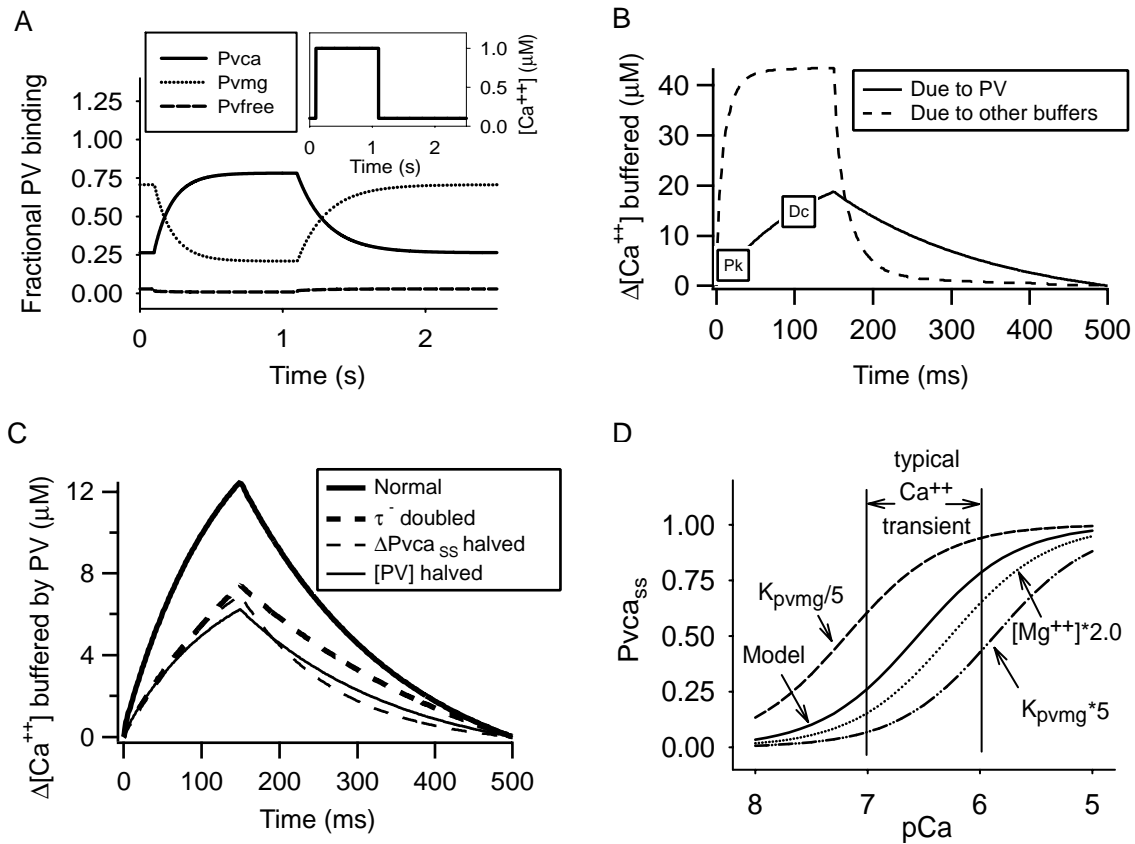 A
Pvca
Pvmg
Pvfree
1.0
0.5
0.0
[Ca++] (μM)
0 1 2
Time (s)
Fractional PV binding
1.25
1.00
0.75
0.50
0.25
0.00
0 1 2
Time (s)
B
Due to PV
Due to other buffers
Δ[Ca++] buffered (μM)
40
30
20
10
0
Pk
Dc
0 100 200 300 400 500
Time (ms)
C
Normal
τ- doubled
ΔPvca SS halved
[PV] halved
Δ[Ca++] buffered by PV (μM)
12
8
4
0
0 100 200 300 400 500
Time (ms)
D
typical
Ca++
transient
Pvcass
1.00
0.75
0.50
0.25
0.00
Kpvmg/5
Model
[Mg++]*2.0
Kpvmg*5
8 7 6 5
pCa